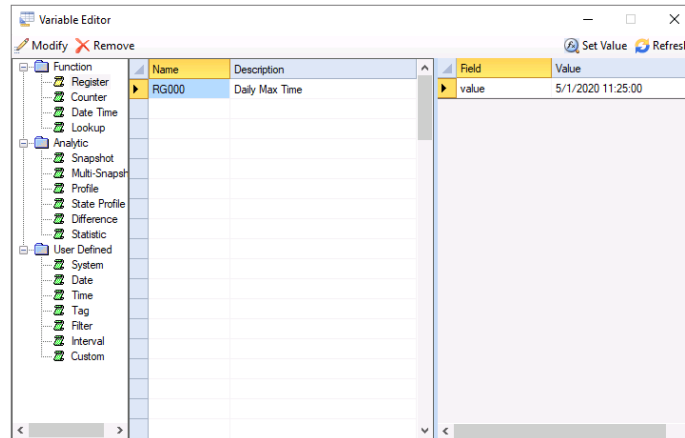 Variable Editor
Modify Remove Set Value Refresh
Function
Register
Counter
Date Time
Lookup
Analytic
Snapshot
Multi-Snapsh
Profile
State Profile
Difference
Statistic
User Defined
System
Date
Time
Tag
Filter
Interval
Custom
Name Description
RG000 Daily Max Time
Field Value
value 5/1/2020 11:25:00